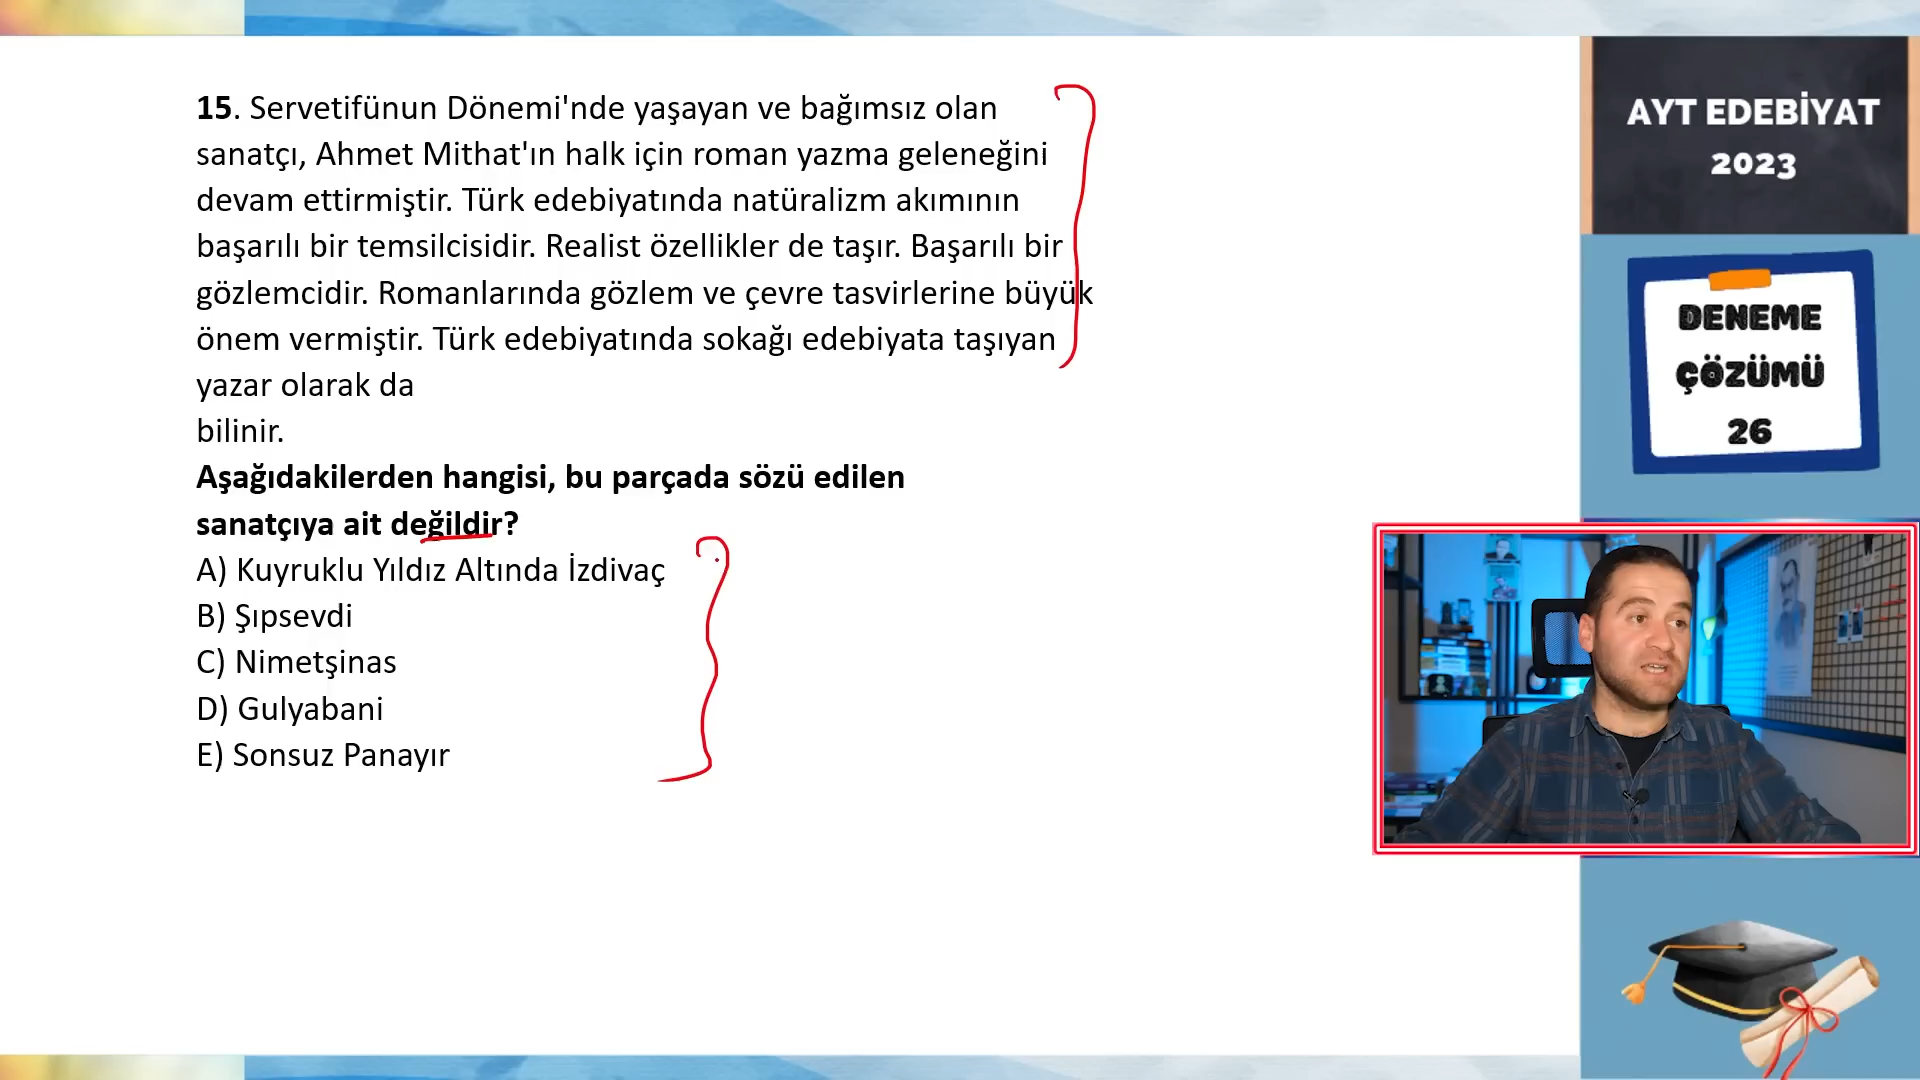 15. Servetifünun Dönemi'nde yaşayan ve bağımsız olan
sanatçı, Ahmet Mithat'ın halk için roman yazma geleneğini
devam ettirmiştir. Türk edebiyatında natüralizm akımının
başarılı bir temsilcisidir. Realist özellikler de taşır. Başarılı bir
gözlemcidir. Romanlarında gözlem ve çevre tasvirlerine büyük
önem vermiştir. Türk edebiyatında sokağı edebiyata taşıyan
yazar olarak da
bilinir.
Aşağıdakilerden hangisi, bu parçada sözü edilen
sanatçıya ait değildir?
A) Kuyruklu Yıldız Altında İzdivaç
B) Şıpsevdi
C) Nimetşinas
D) Gulyabani
E) Sonsuz Panayır
AYT EDEBİYAT
2023
DENEME
ÇÖZÜMÜ
26